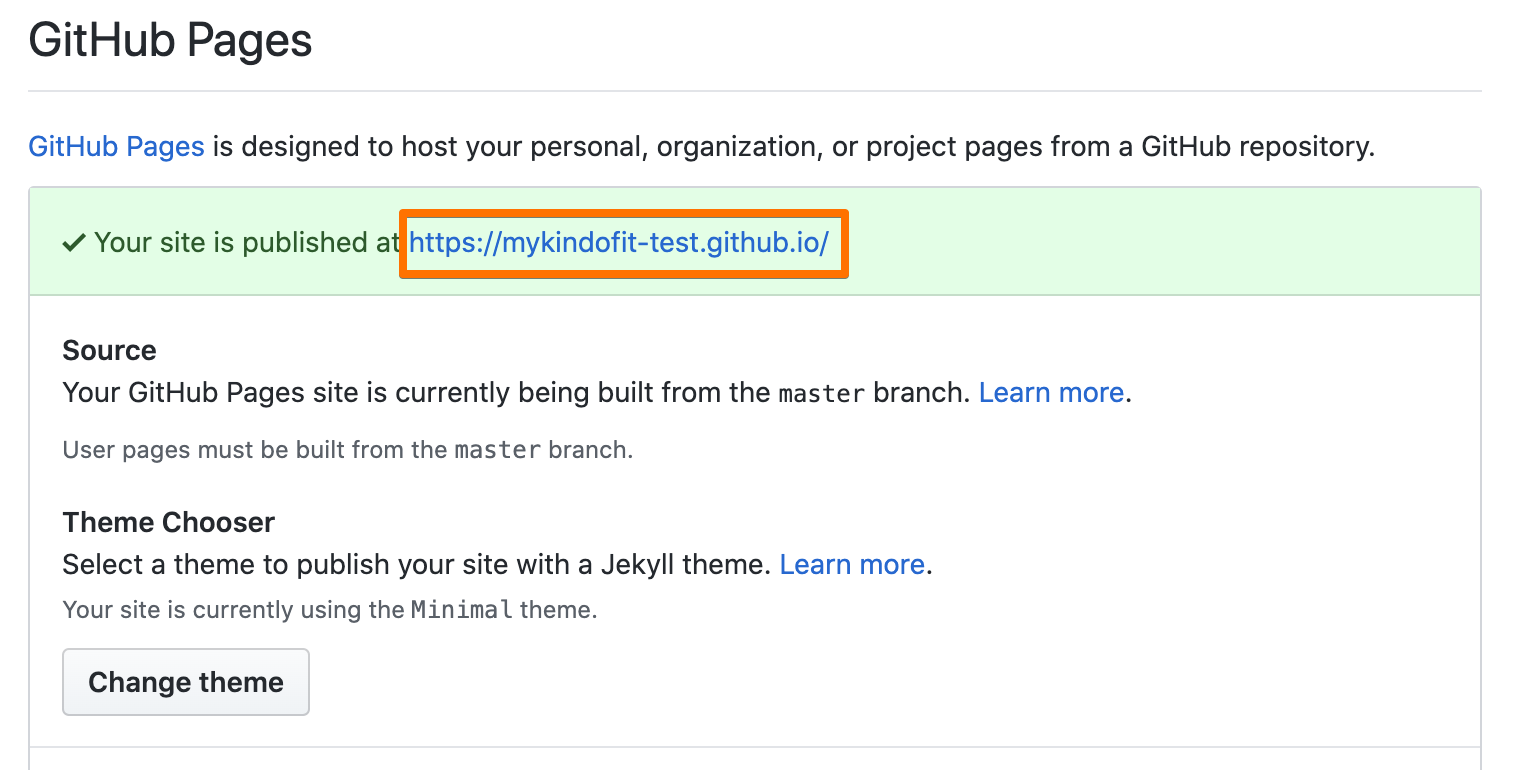 GitHub Pages
GitHub Pages is designed to host your personal, organization, or project pages from a GitHub repository.
✓ Your site is published at https://mykindofit-test.github.io/
Source
Your GitHub Pages site is currently being built from the master branch. Learn more.
User pages must be built from the master branch.
Theme Chooser
Select a theme to publish your site with a Jekyll theme. Learn more.
Your site is currently using the Minimal theme.
Change theme